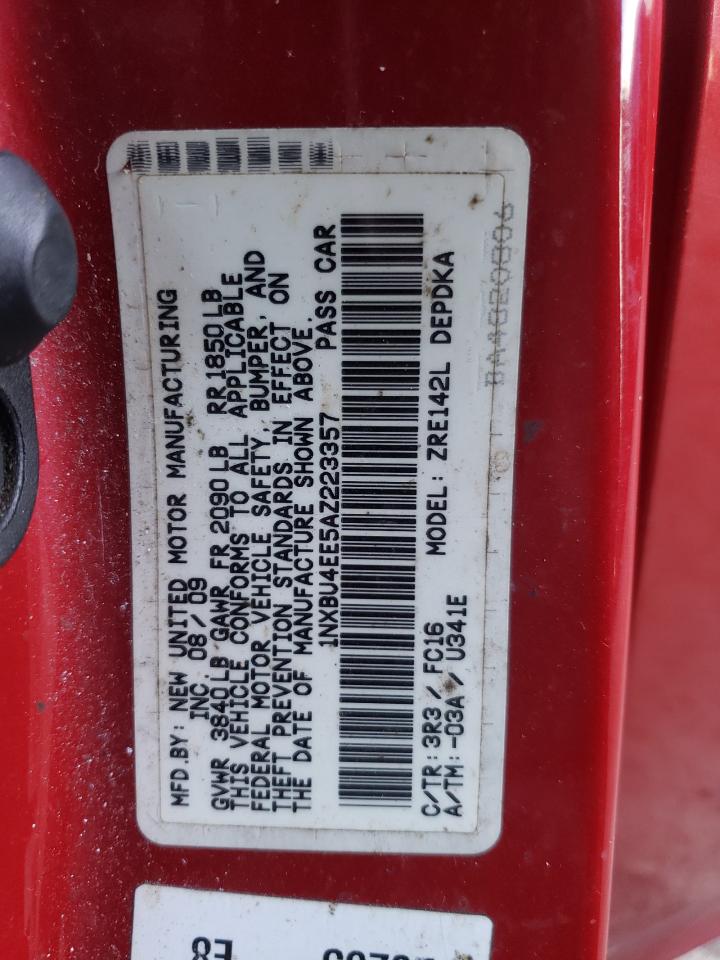 MFD.BY: NEW UNITED MOTOR MANUFACTURING
INC. 08/09
GVWR 3840LB GAWR FR 2090LB RR1850LB
THIS VEHICLE CONFORMS TO ALL APPLICABLE
FEDERAL MOTOR VEHICLE SAFETY, BUMPER, AND
THEFT PREVENTION STANDARDS IN EFFECT ON
THE DATE OF MANUFACTURE SHOWN ABOVE.
1NXBU4EE5AZ223357 PASS CAR
C/TR:3R3/FC16 MODEL: ZRE142L DEPDKA
A/TM:-03A/U341E